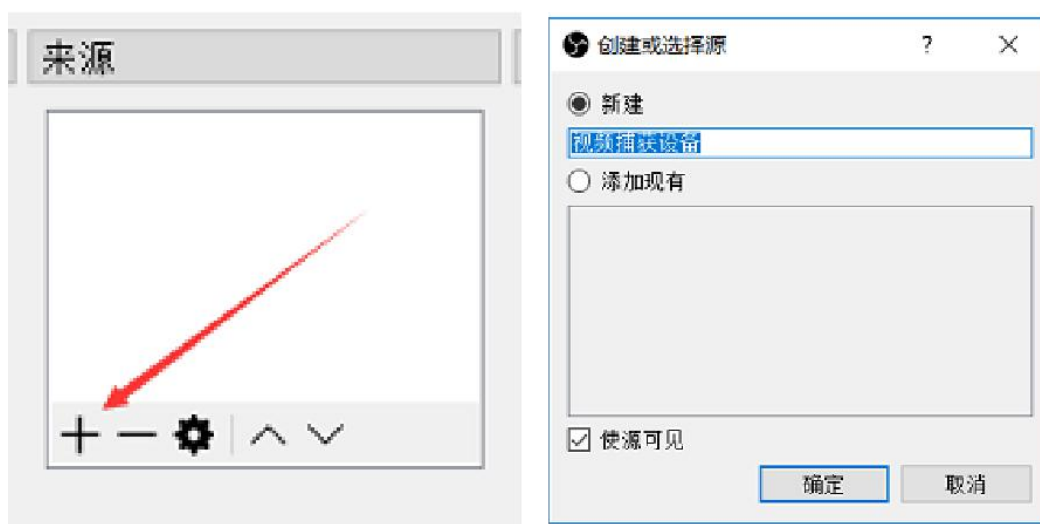 来源
创建或选择源
新建
视频捕获设备
添加现有
使源可见
确定 取消